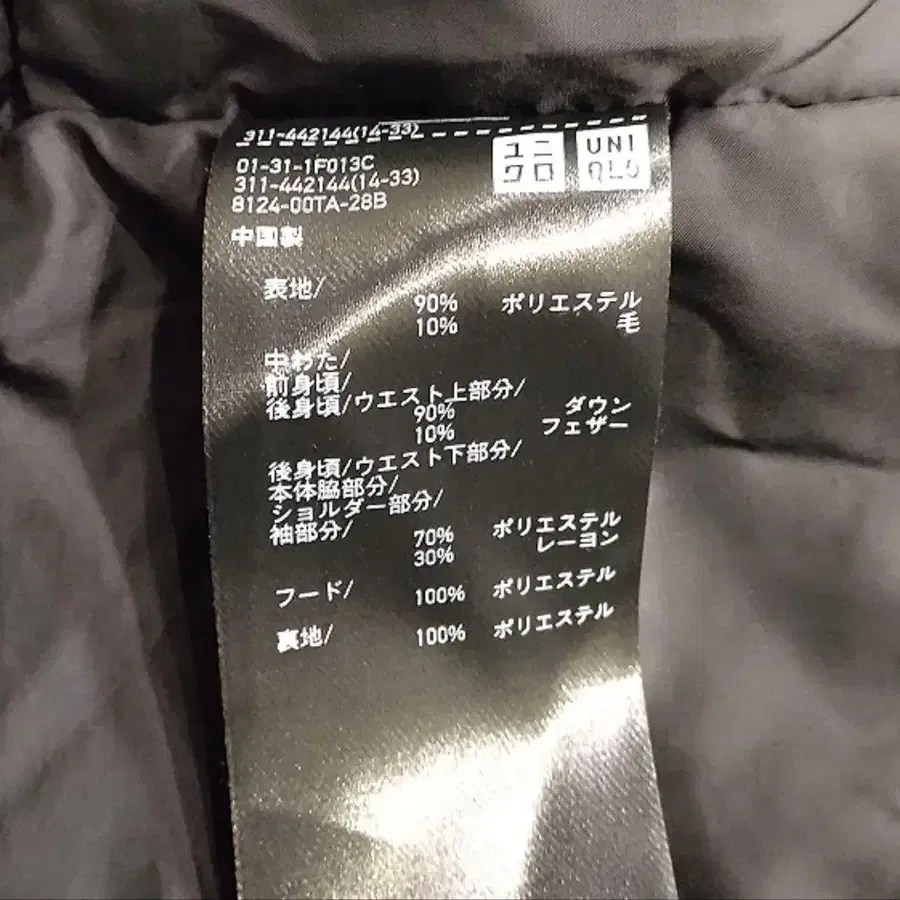 311-442144(14-33)
ユニ
クロ
UNI
QLO
01-31-1F013C
311-442144(14-33)
8124-00TA-28B
中国製
表地/
90% ポリエステル
10% 毛
中わた/
前身頃/
後身頃/ウエスト上部分/
90% ダウン
10% フェザー
後身頃/ウエスト下部分/
本体脇部分/
ショルダー部分/
袖部分/
70% ポリエステル
30% レーヨン
フード/ 100% ポリエステル
裏地/ 100% ポリエステル